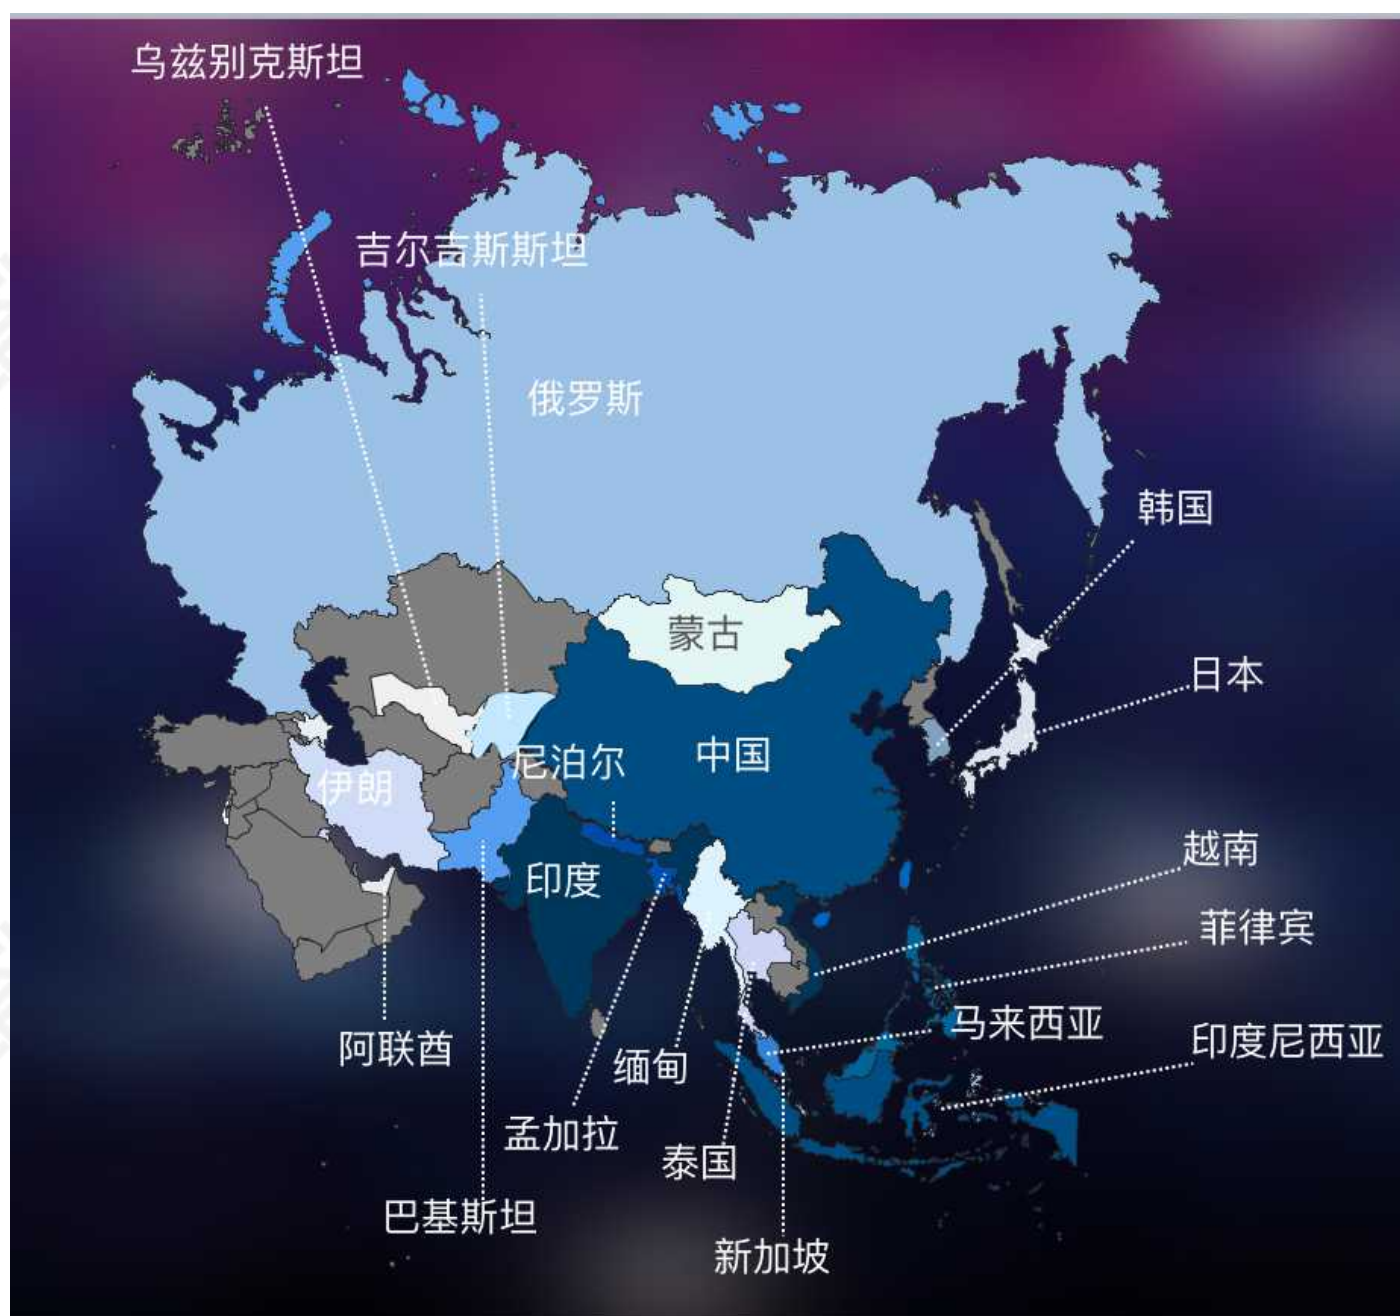 乌兹别克斯坦
吉尔吉斯斯坦
俄罗斯
韩国
蒙古
日本
尼泊尔
中国
伊朗
越南
印度
菲律宾
马来西亚
印度尼西亚
阿联酋
缅甸
孟加拉
泰国
巴基斯坦
新加坡